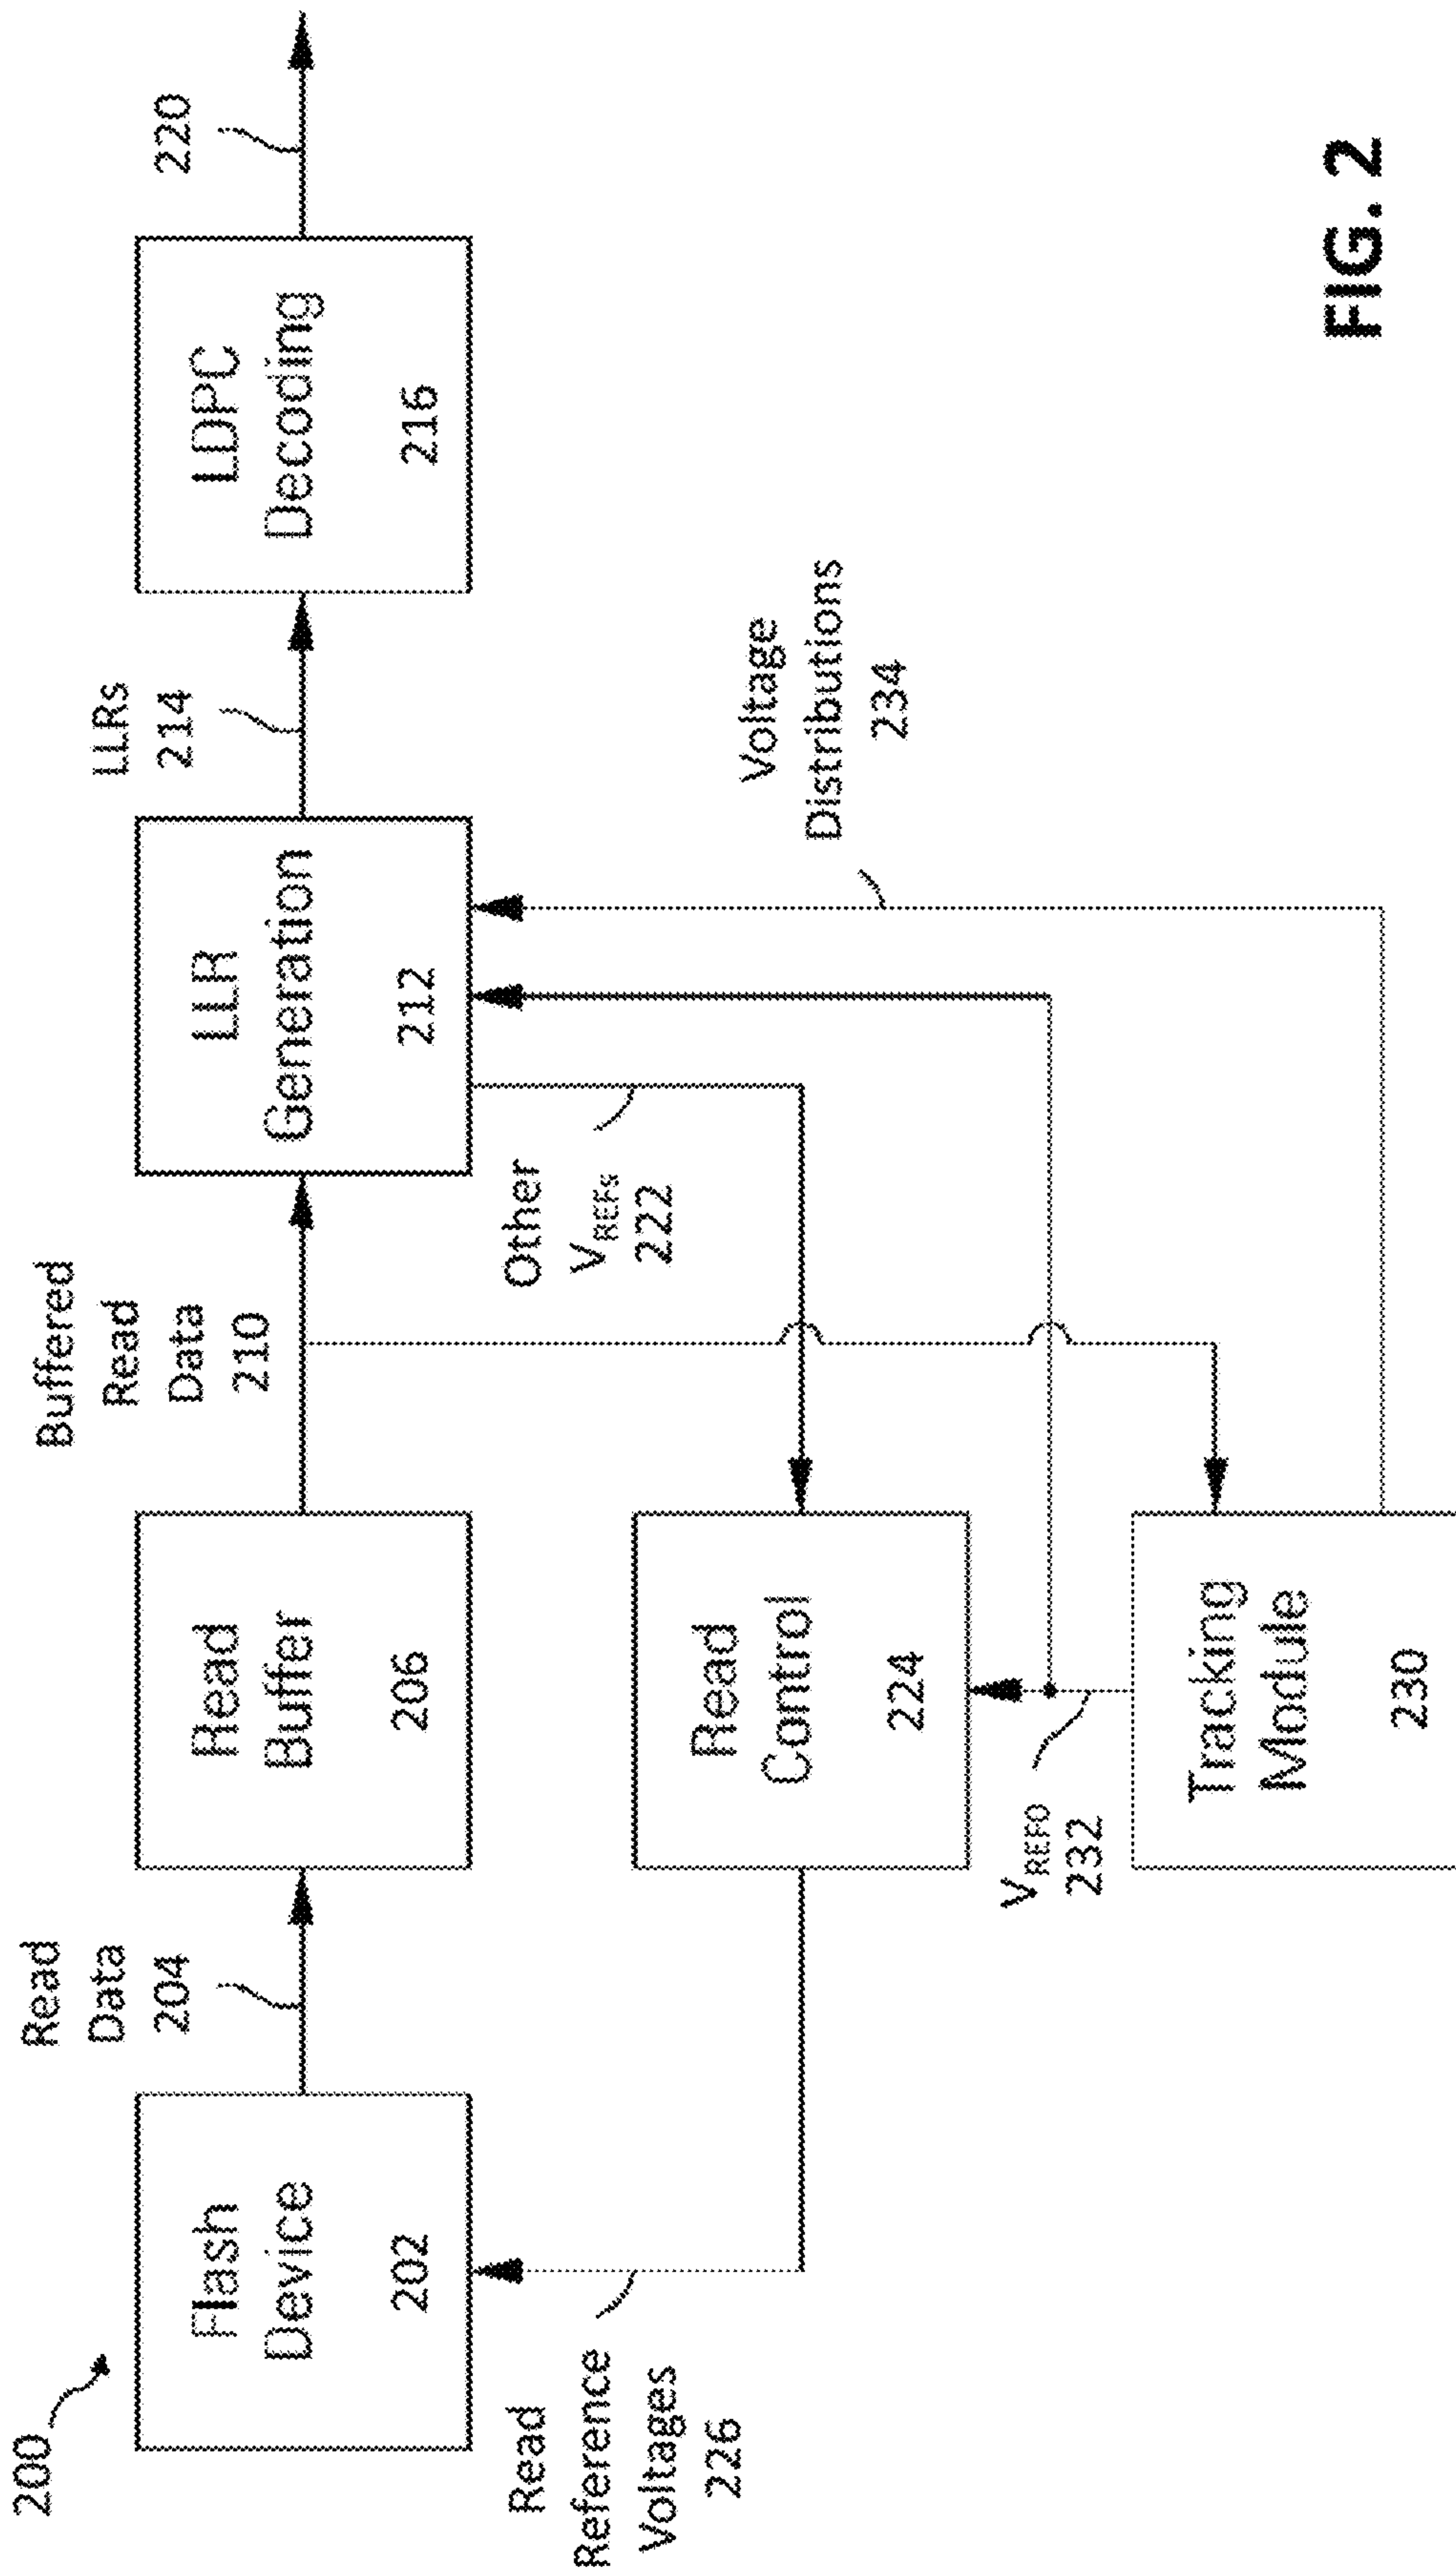 200
Flash
Device
202
Read
Data
204
Read
Buffer
206
Buffered
Read
Data
210
LLR
Generation
212
LLRs
214
LDPC
Decoding
216
220
Read
Reference
Voltages
226
Read
Control
224
Other
VREFs
222
VREF0
232
Tracking
Module
230
Voltage
Distributions
234
FIG. 2